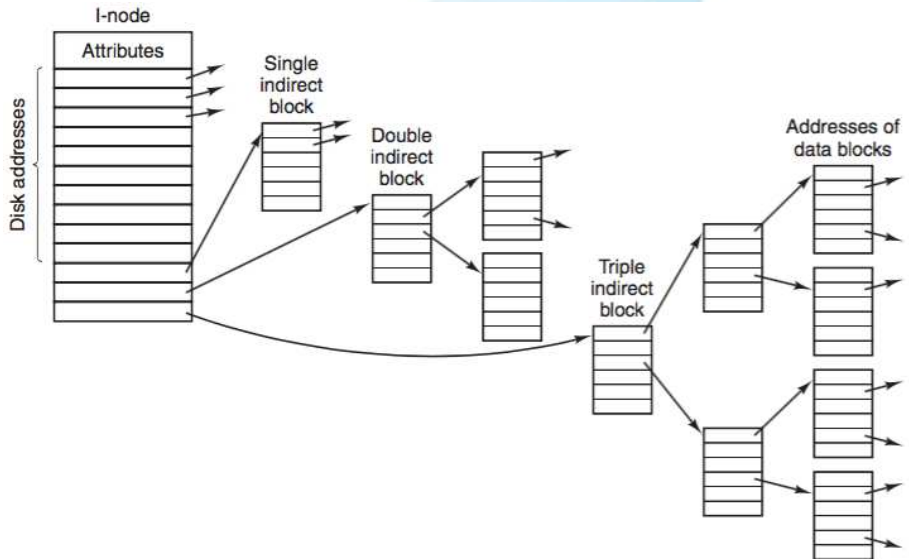 I-node
Attributes
Disk addresses
Single
indirect
block
Double
indirect
block
Triple
indirect
block
Addresses of
data blocks